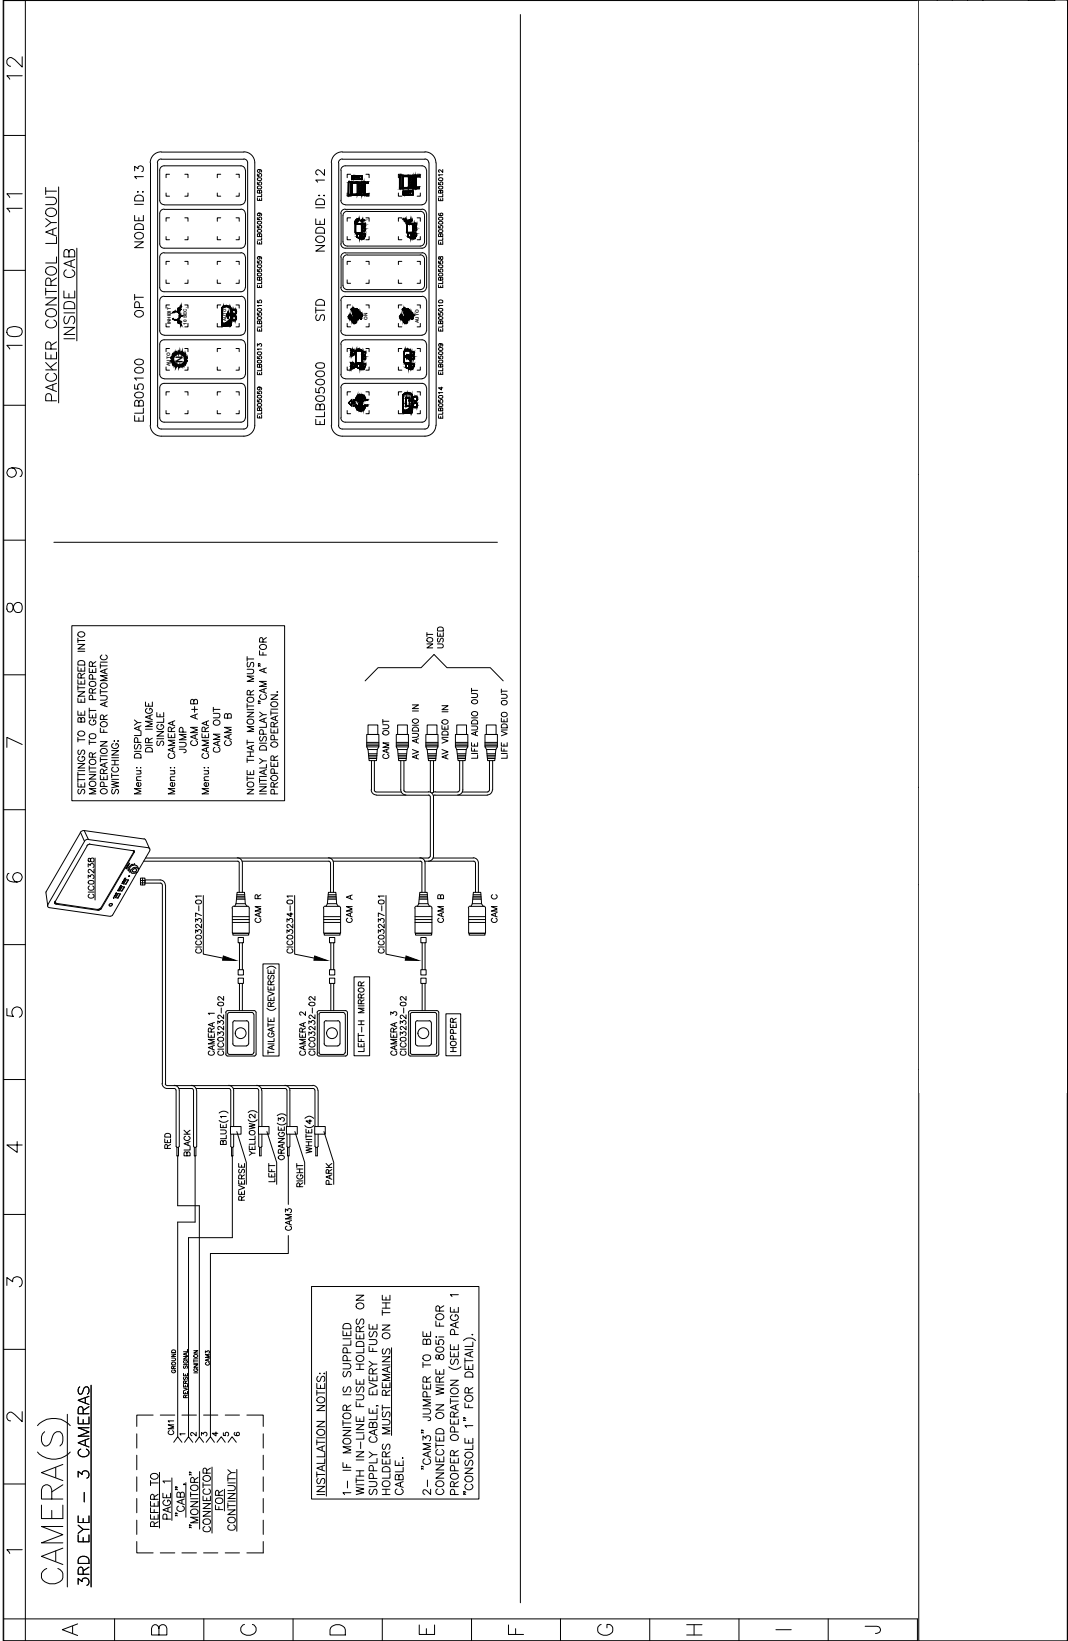 CAMERA(S)
3RD EYE - 3 CAMERAS
REFER TO
PAGE 1
"CAB",
"MONITOR"
CONNECTOR
FOR
CONTINUITY
CM1
1
2
3
4
5
6
GROUND
REVERSE SIGNAL
IGNITION
CAM3
RED
BLACK
BLUE(1)
YELLOW(2)
ORANGE(3)
WHITE(4)
REVERSE
LEFT
RIGHT
PARK
CAM3
INSTALLATION NOTES:
1- IF MONITOR IS SUPPLIED
WITH IN-LINE FUSE HOLDERS ON
SUPPLY CABLE, EVERY FUSE
HOLDERS MUST REMAINS ON THE
CABLE.
2- "CAM3" JUMPER TO BE
CONNECTED ON WIRE 805i FOR
PROPER OPERATION (SEE PAGE 1
"CONSOLE 1" FOR DETAIL).
CIC0323B
CAMERA 1
CIC03232-02
TAILGATE (REVERSE)
CIC03237-01
CAM R
CAMERA 2
CIC03232-02
LEFT-H MIRROR
CIC03234-01
CAM A
CAMERA 3
CIC03232-02
HOPPER
CIC03237-01
CAM B
CAM C
SETTINGS TO BE ENTERED INTO
MONITOR TO GET PROPER
OPERATION FOR AUTOMATIC
SWITCHING:
Menu: DISPLAY
DIR IMAGE
SINGLE
Menu: CAMERA
JUMP
CAM A+B
Menu: CAMERA
CAM OUT
CAM B
NOTE THAT MONITOR MUST
INITIALY DISPLAY "CAM A" FOR
PROPER OPERATION.
CAM OUT
AV AUDIO IN
AV VIDEO IN
LIFE AUDIO OUT
LIFE VIDEO OUT
NOT
USED
PACKER CONTROL LAYOUT
INSIDE CAB
ELB05100 OPT NODE ID: 13
AUTO
N
ELB05059
ELB05013
ELB05015
ELB05059
ELB05059
ELB05059
ELB05000 STD NODE ID: 12
ON
AUTO
ELB05014
ELB05009
ELB05010
ELB05058
ELB05006
ELB05012
1
2
3
4
5
6
7
8
9
10
11
12
A
B
C
D
E
F
G
H
I
J